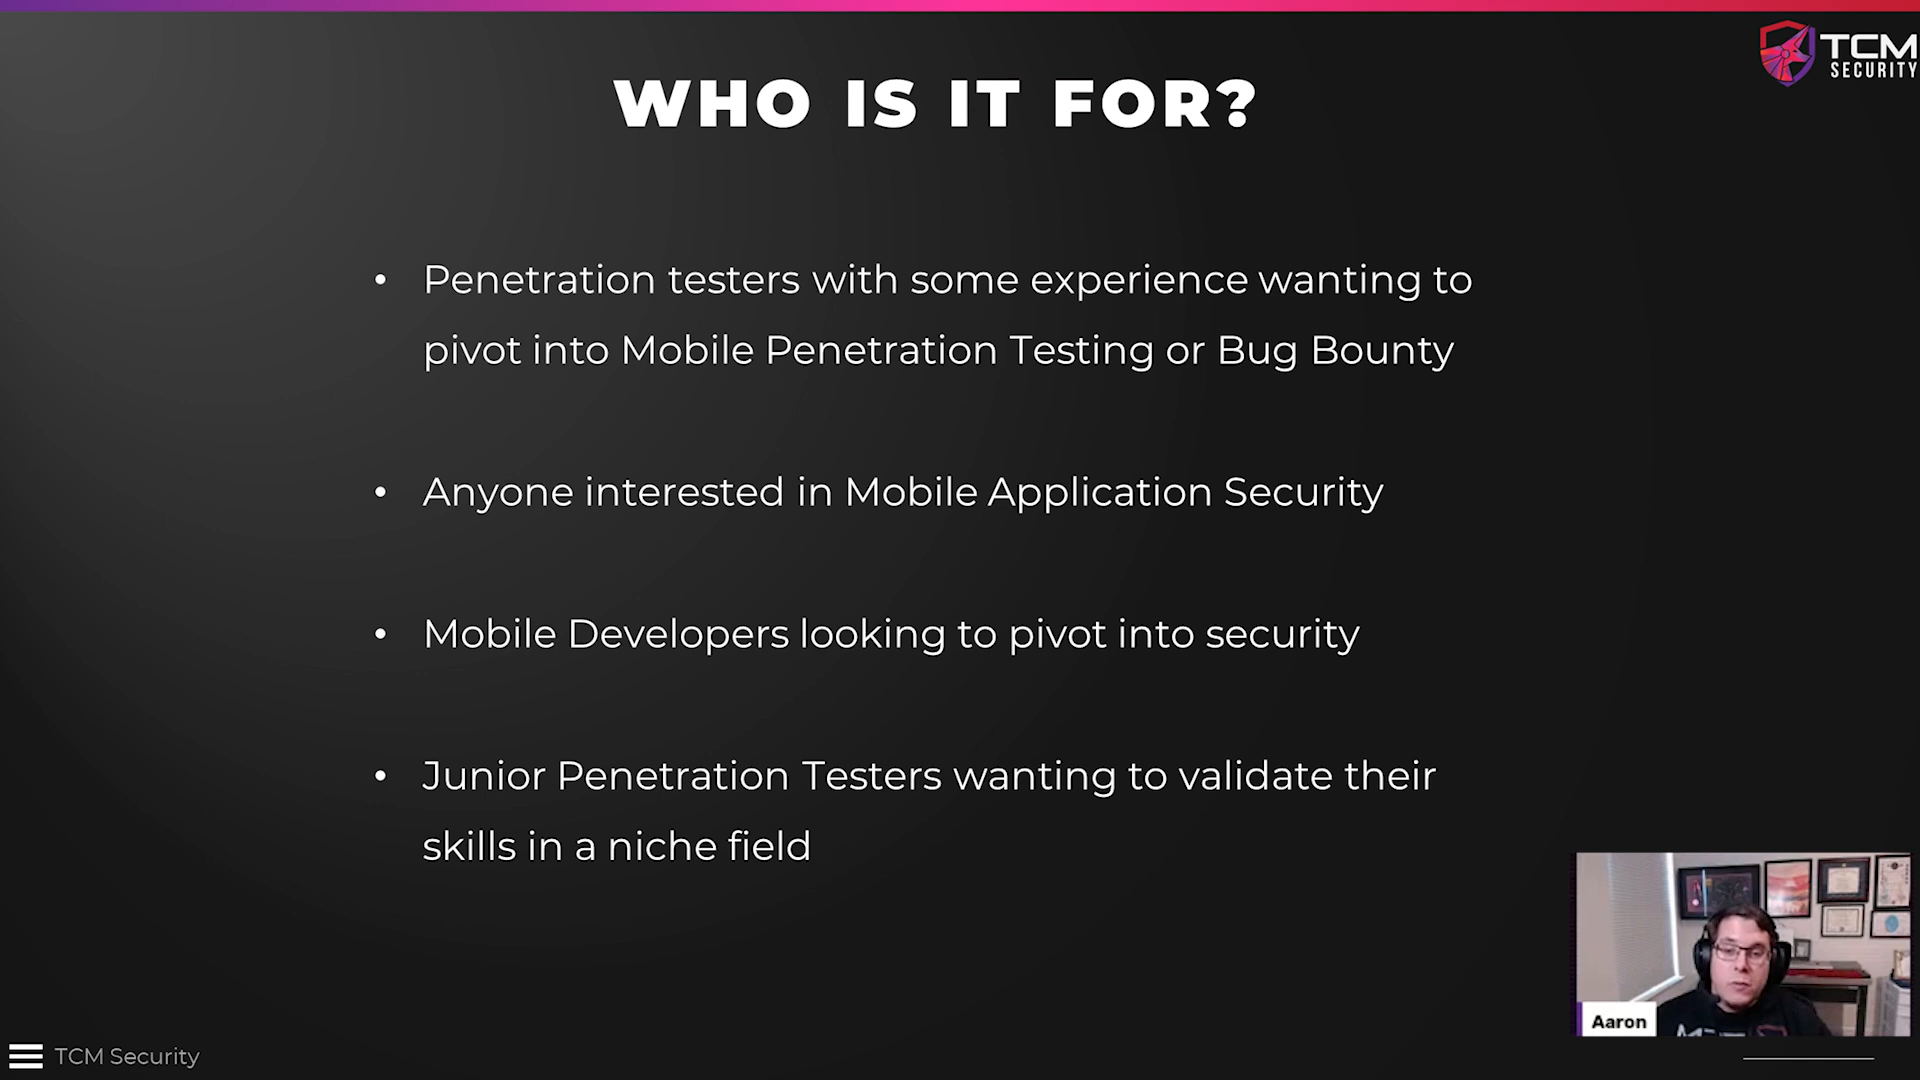 TCM
SECURITY
WHO IS IT FOR?
• Penetration testers with some experience wanting to
pivot into Mobile Penetration Testing or Bug Bounty
• Anyone interested in Mobile Application Security
• Mobile Developers looking to pivot into security
• Junior Penetration Testers wanting to validate their
skills in a niche field
Aaron
TCM Security